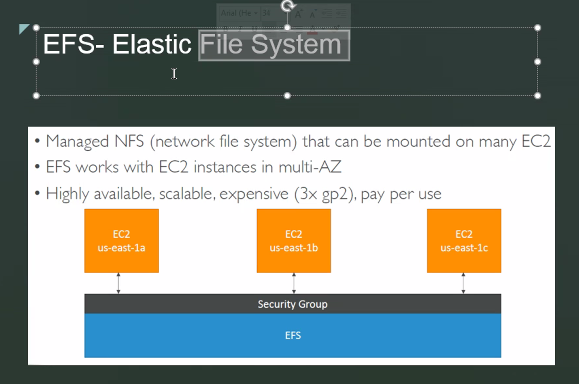 EFS- Elastic File System
• Managed NFS (network file system) that can be mounted on many EC2
• EFS works with EC2 instances in multi-AZ
• Highly available, scalable, expensive (3x gp2), pay per use
EC2
us-east-1a
EC2
us-east-1b
EC2
us-east-1c
Security Group
EFS